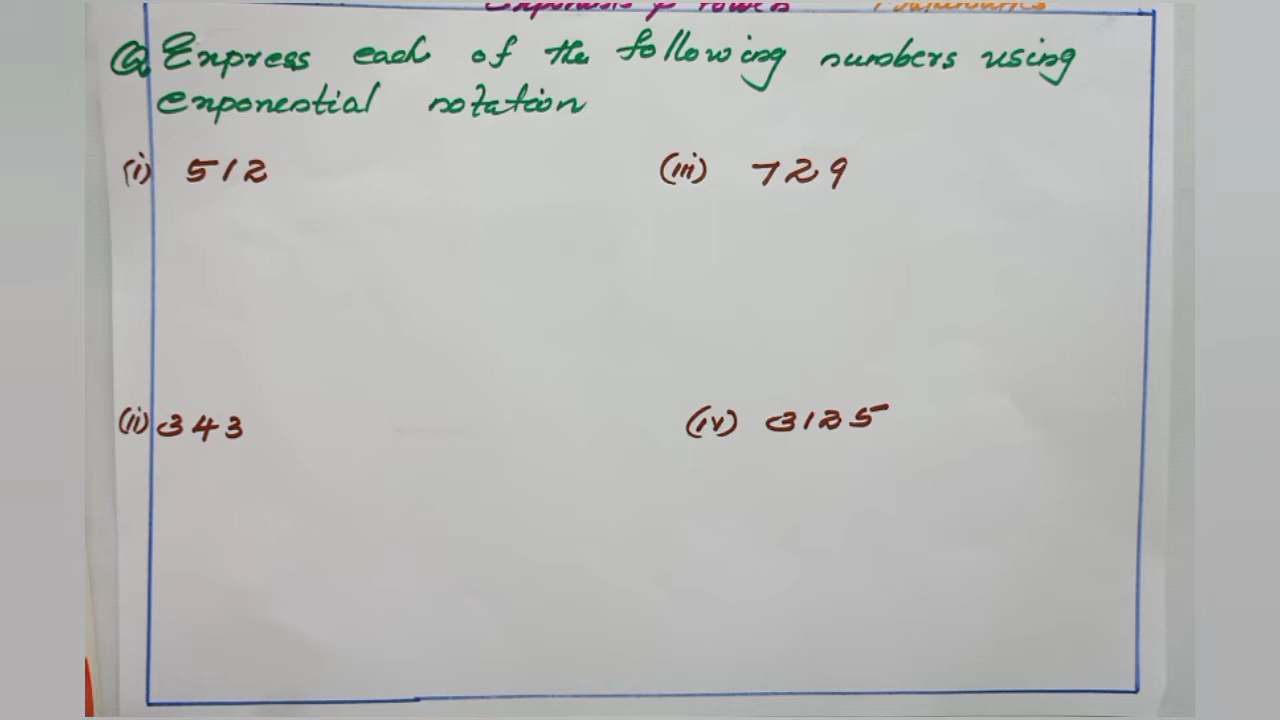 Q Express each of the following numbers using
exponential notation
(i) 512
(iii) 729
(ii) 343
(iv) 3125